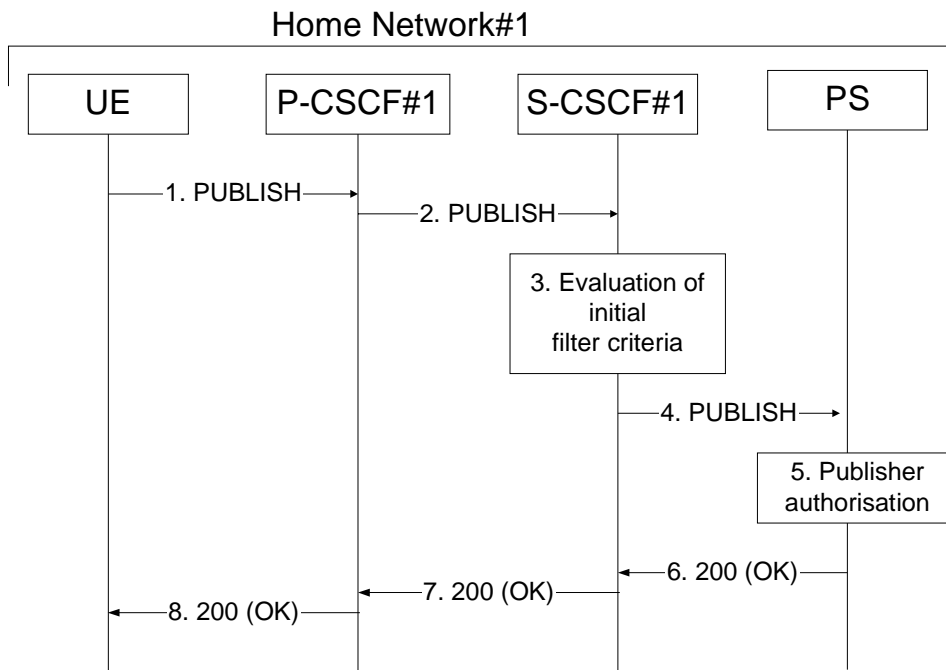 Home Network#1
UE
P-CSCF#1
S-CSCF#1
PS
1. PUBLISH
2. PUBLISH
3. Evaluation of
initial
filter criteria
4. PUBLISH
5. Publisher
authorisation
6. 200 (OK)
7. 200 (OK)
8. 200 (OK)